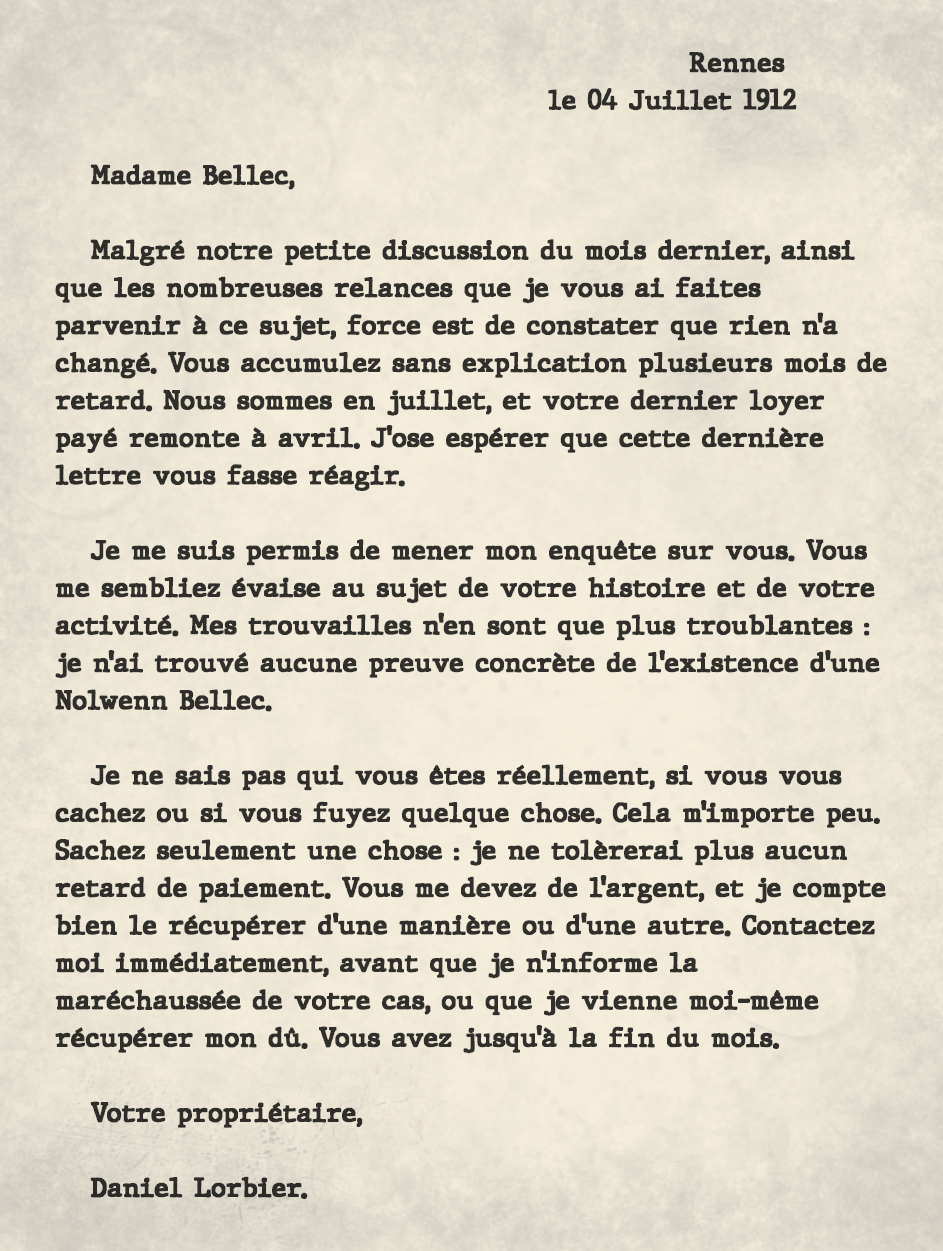 Rennes
le 04 Juillet 1912
Madame Bellec,
Malgré notre petite discussion du mois dernier, ainsi
que les nombreuses relances que je vous ai faites
parvenir à ce sujet, force est de constater que rien n'a
changé. Vous accumulez sans explication plusieurs mois de
retard. Nous sommes en juillet, et votre dernier loyer
payé remonte à avril. J'ose espérer que cette dernière
lettre vous fasse réagir.
Je me suis permis de mener mon enquête sur vous. Vous
me sembliez évaise au sujet de votre histoire et de votre
activité. Mes trouvailles n'en sont que plus troublantes :
je n'ai trouvé aucune preuve concrète de l'existence d'une
Nolwenn Bellec.
Je ne sais pas qui vous êtes réellement, si vous vous
cachez ou si vous fuyez quelque chose. Cela m'importe peu.
Sachez seulement une chose : je ne tolèrerai plus aucun
retard de paiement. Vous me devez de l'argent, et je compte
bien le récupérer d'une manière ou d'une autre. Contactez
moi immédiatement, avant que je n'informe la
maréchaussée de votre cas, ou que je vienne moi-même
récupérer mon dû. Vous avez jusqu'à la fin du mois.
Votre propriétaire,
Daniel Lorbier.